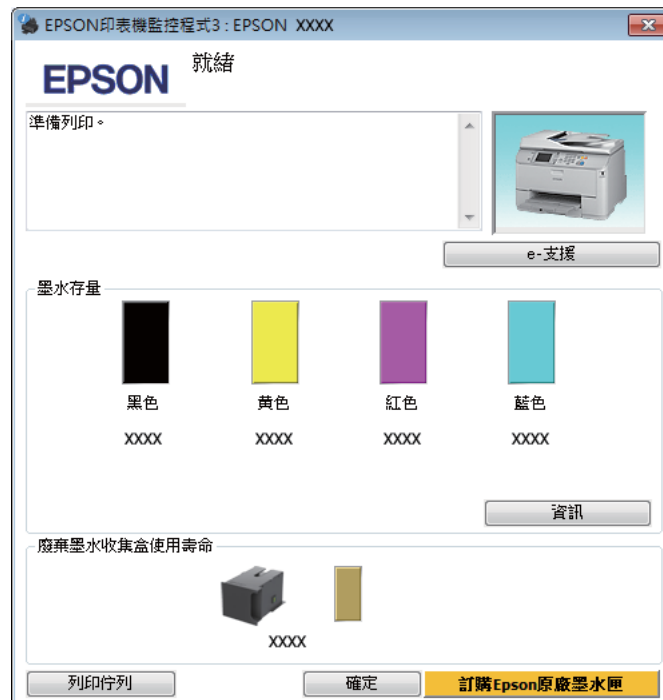 EPSON印表機監控程式3 : EPSON XXXX
EPSON
就緒
準備列印。
e-支援
墨水存量
黑色 黃色 紅色 藍色
XXXX XXXX XXXX XXXX
資訊
廢棄墨水收集盒使用壽命
XXXX
列印佇列 確定 訂購Epson原廠墨水匣